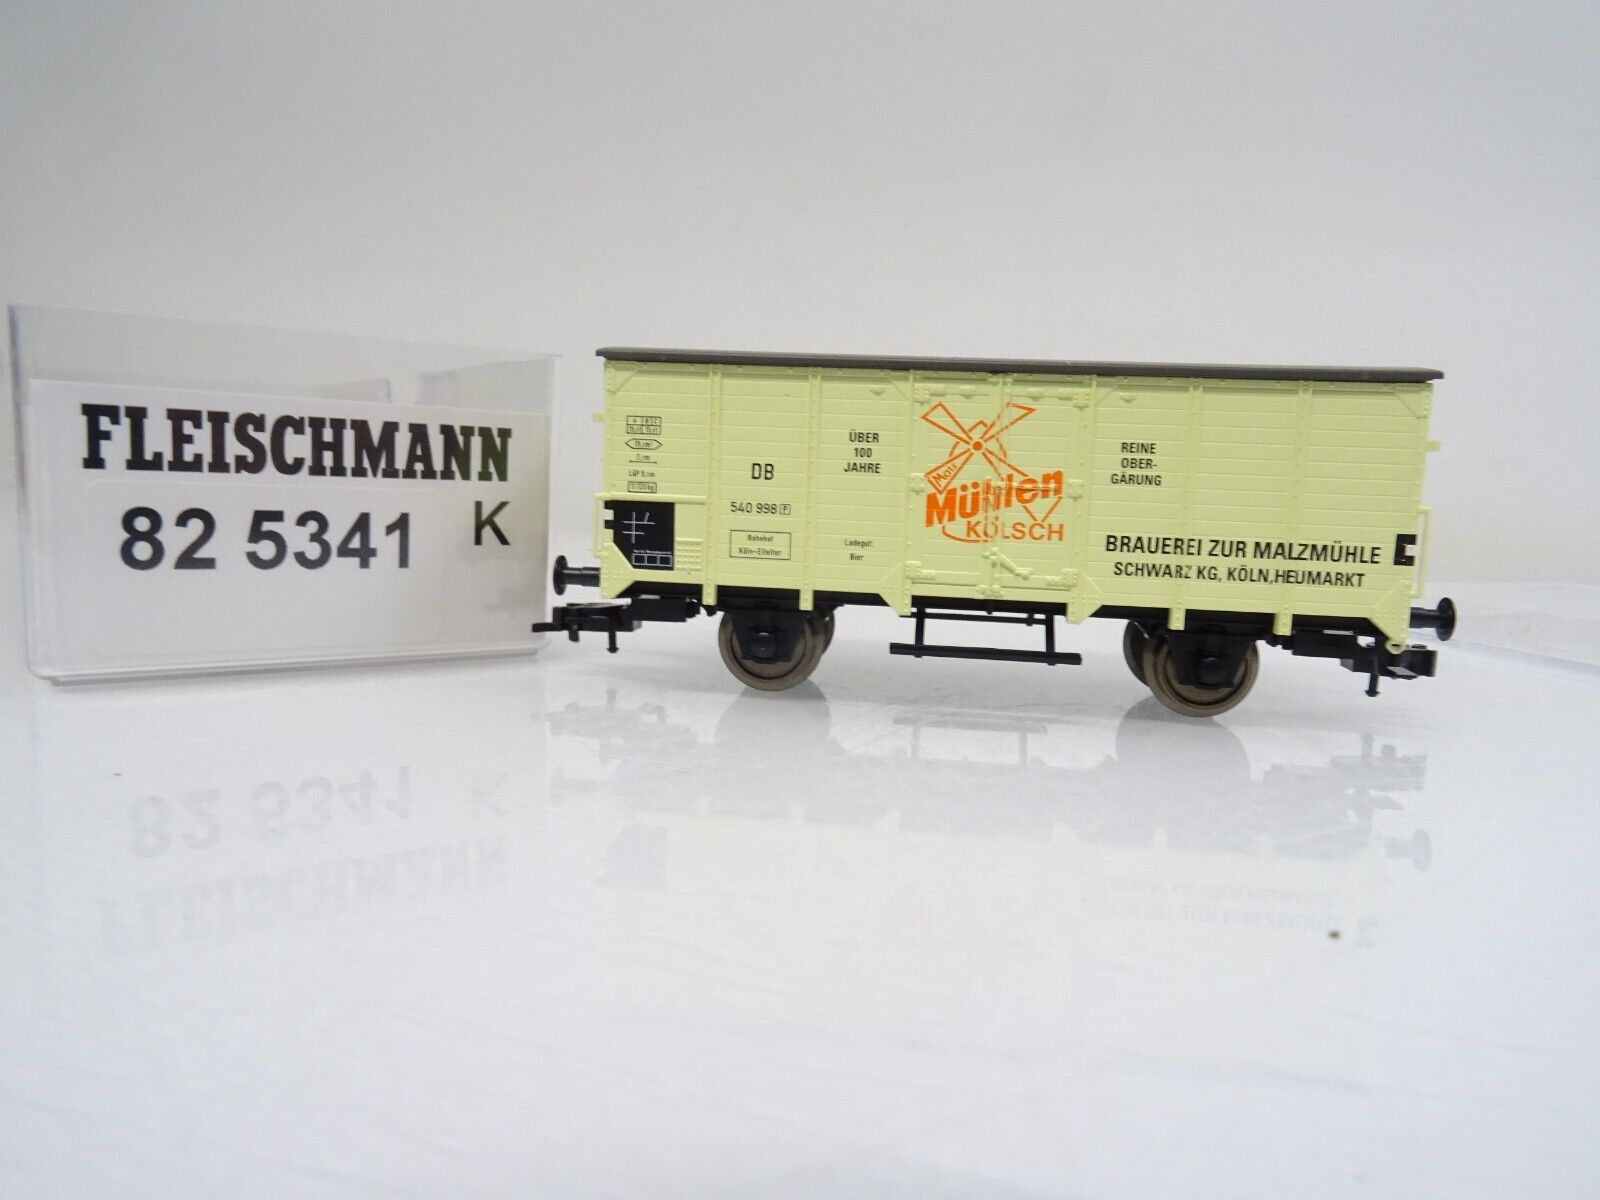 FLEISCHMANN
82 5341 K
DB
540 998 P
Bahnhof
Köln-Eifeltor
ÜBER
100
JAHRE
Ladegut:
Bier
Malz
Mühlen
KÖLSCH
REINE
OBER-
GÄRUNG
BRAUEREI ZUR MALZMÜHLE
SCHWARZ KG, KÖLN, HEUMARKT